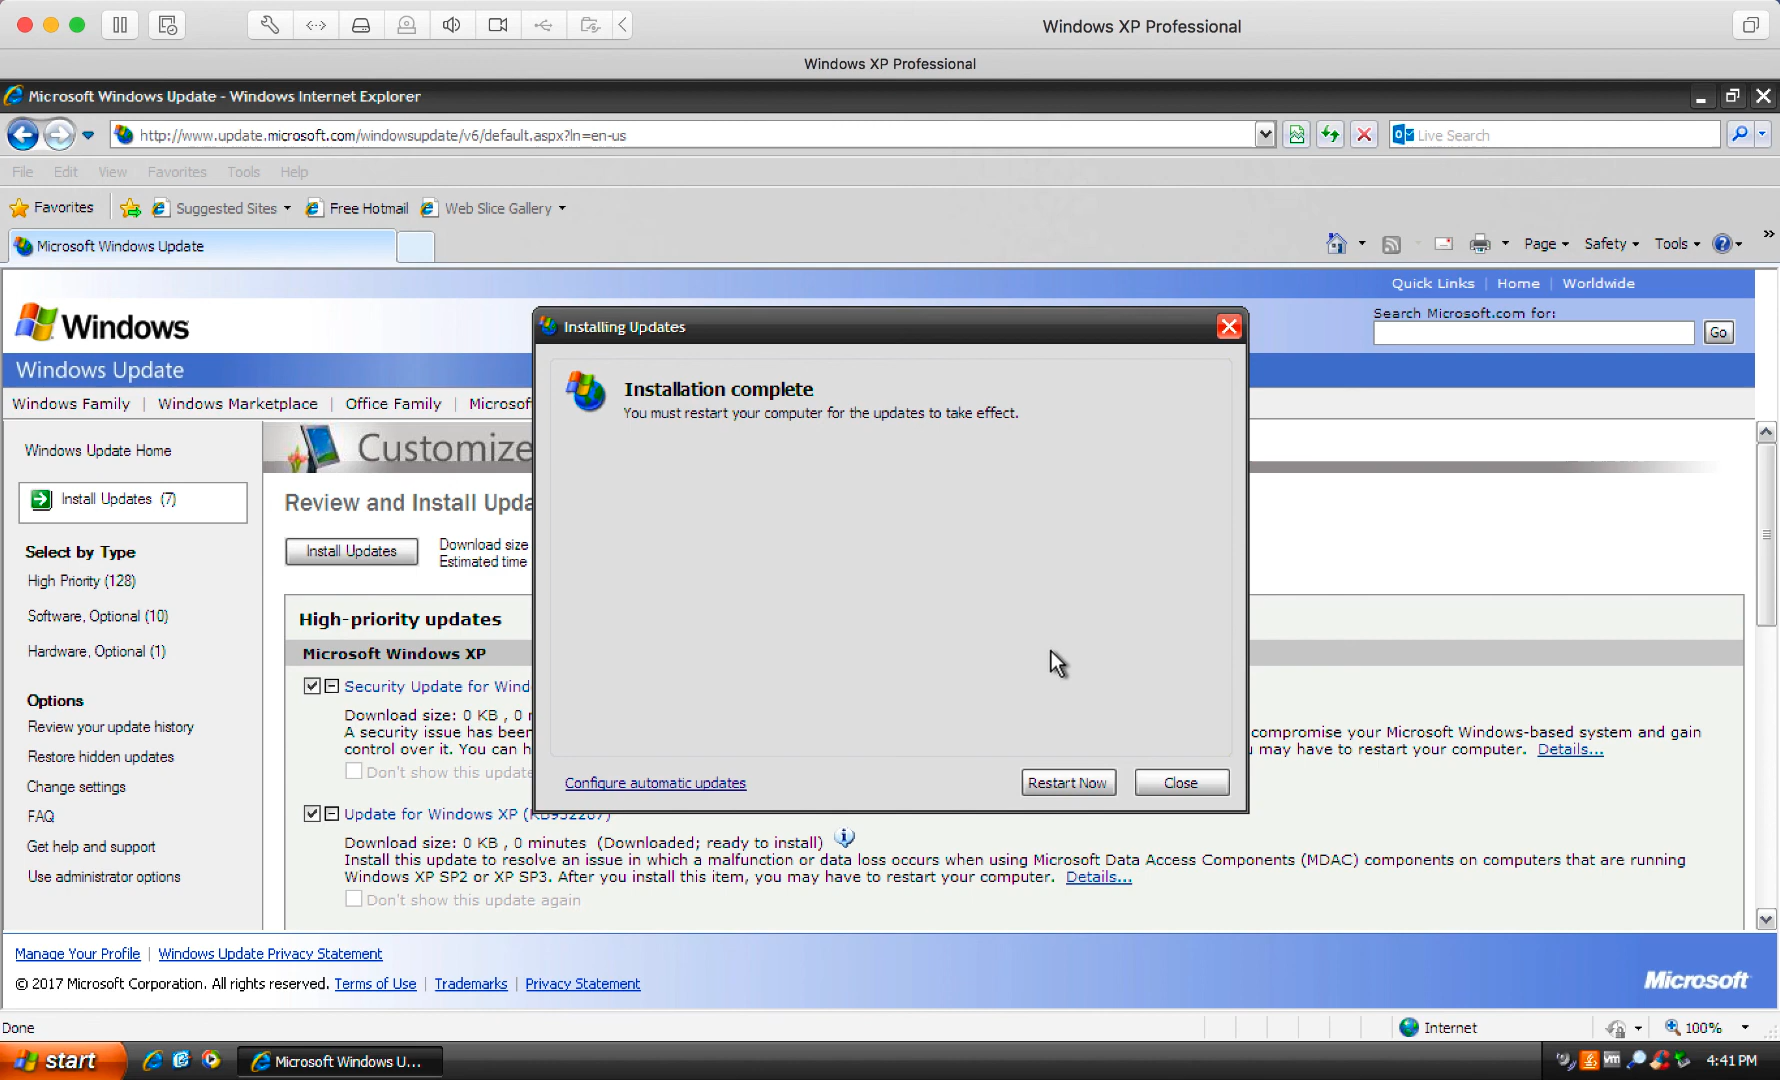 Windows XP Professional
Windows XP Professional
Microsoft Windows Update - Windows Internet Explorer
http://www.update.microsoft.com/windowsupdate/v6/default.aspx?ln=en-us
Live Search
File Edit View Favorites Tools Help
Favorites Suggested Sites Free Hotmail Web Slice Gallery
Microsoft Windows Update
Page Safety Tools
Quick Links | Home | Worldwide
Windows
Search Microsoft.com for:
Go
Windows Update
Windows Family | Windows Marketplace | Office Family |
Installing Updates
Installation complete
You must restart your computer for the updates to take effect.
Configure automatic updates
Restart Now
Close
Windows Update Home
Install Updates (7)
Select by Type
High Priority (128)
Software, Optional (10)
Hardware, Optional (1)
Options
Review your update history
Restore hidden updates
Change settings
FAQ
Get help and support
Use administrator options
Customize
Review and Install
Install Updates
Download size
Estimated time
High-priority updates
Microsoft Windows XP
Security Update for
Download size: 0 KB , 0
A security issue has been compromise your Microsoft Windows-based system and gain
control over it. You can may have to restart your computer. Details...
Don't show this update
Update for Windows XP
Download size: 0 KB , 0 minutes (Downloaded; ready to install)
Install this update to resolve an issue in which a malfunction or data loss occurs when using Microsoft Data Access Components (MDAC) components on computers that are running
Windows XP SP2 or XP SP3. After you install this item, you may have to restart your computer. Details...
Don't show this update again
Manage Your Profile | Windows Update Privacy Statement
© 2017 Microsoft Corporation. All rights reserved. Terms of Use | Trademarks | Privacy Statement
Microsoft
Done
Internet
100%
start
Microsoft Windows U...
4:41 PM